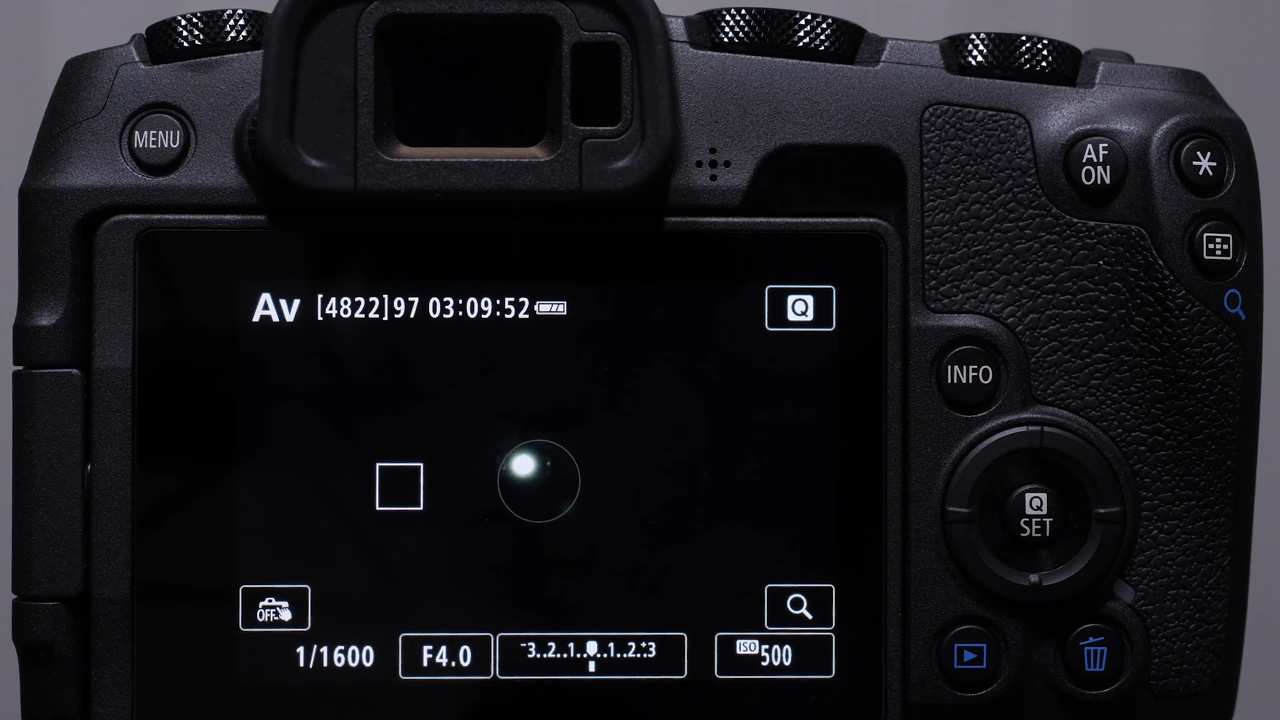 MENU
AF
ON
Av [4822]97 03:09:52
Q
INFO
Q
SET
OFF
1/1600 F4.0 -3..2..1..0..1..2..+3 ISO 500